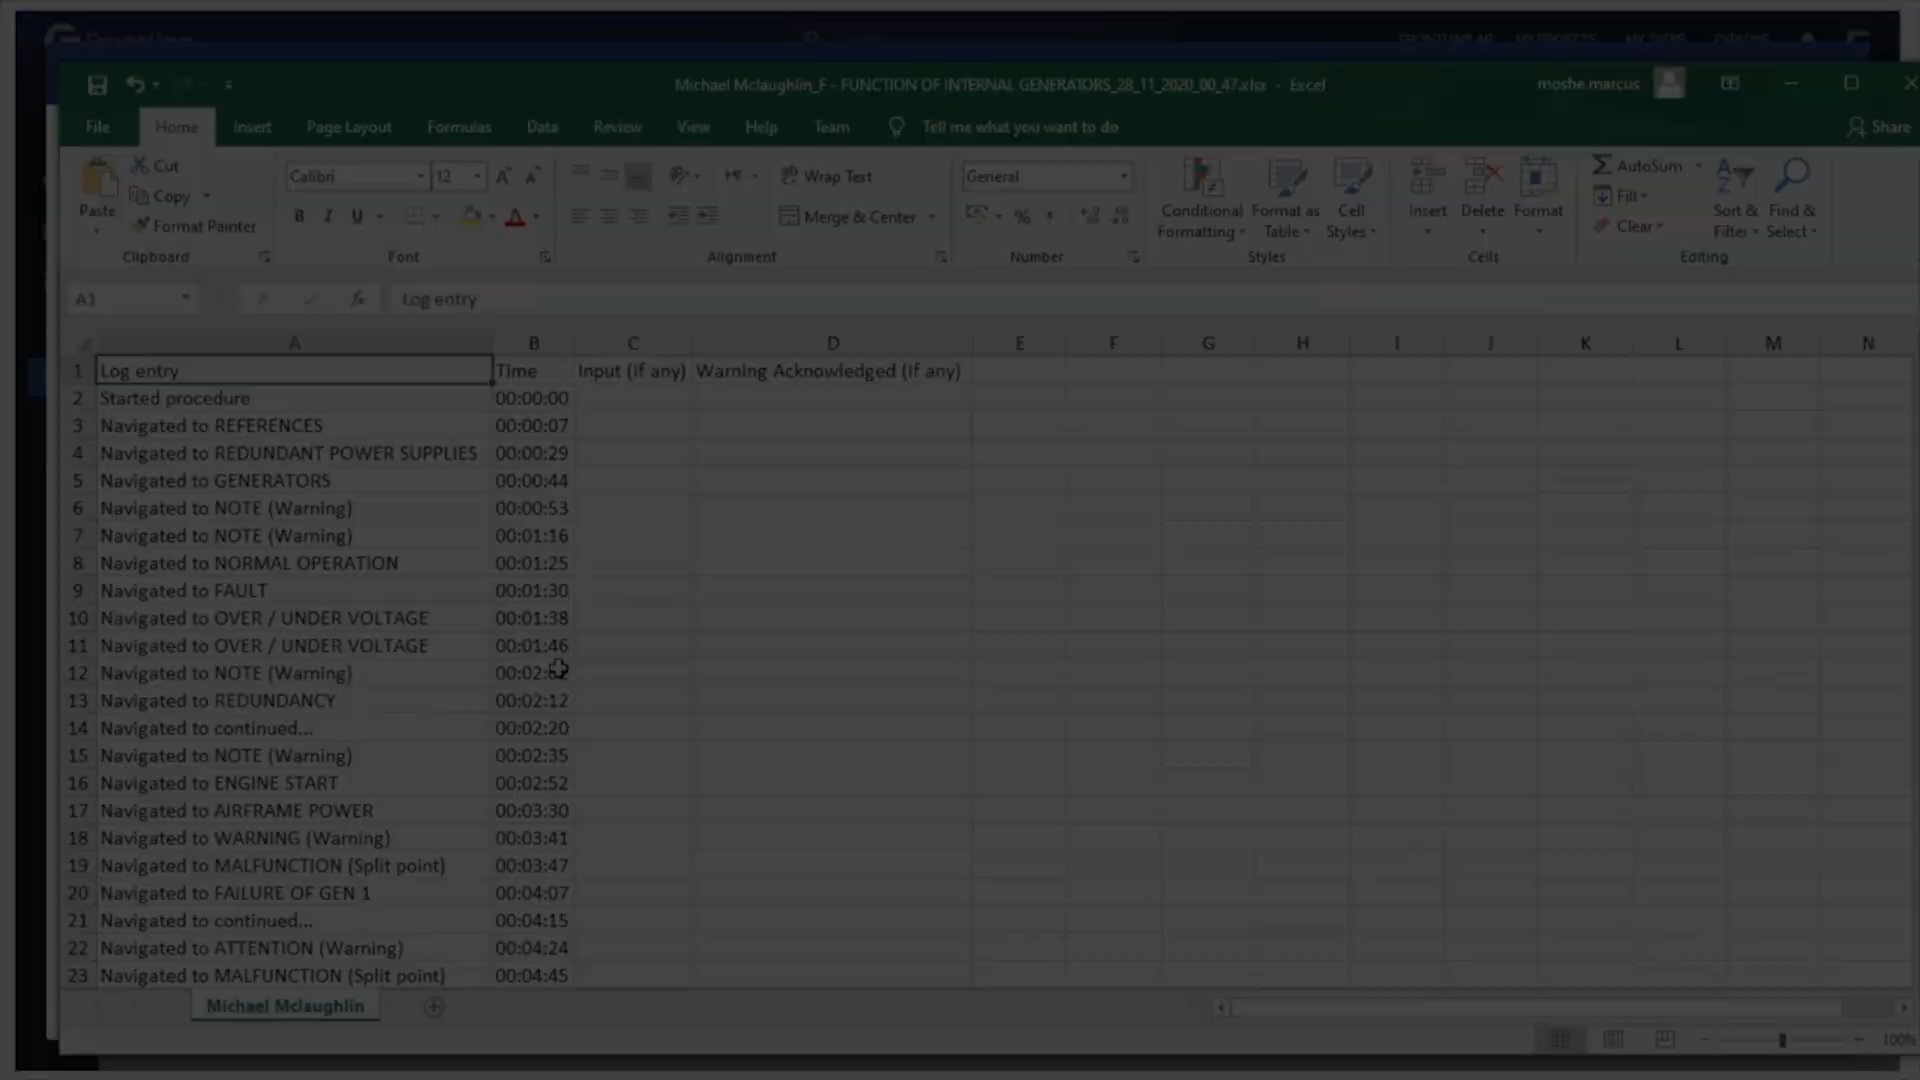 Michael Mclaughlin_F - FUNCTION OF INTERNAL GENERATORS_28_11_2020_00_47.xlsx - Excel
moshe.marcus
File Home Insert Page Layout Formulas Data Review View Help Team Tell me what you want to do Share
Cut
Copy
Format Painter
Paste
Clipboard
Calibri 12
B I U
Font
Wrap Text
Merge & Center
Alignment
General
Number
Conditional Formatting
Format as Table
Cell Styles
Styles
Insert Delete Format
Cells
AutoSum
Fill
Clear
Sort & Filter
Find & Select
Editing
A1 fx Log entry
A B C D E F G H I J K L M N
1 Log entry Time Input (if any) Warning Acknowledged (if any)
2 Started procedure 00:00:00
3 Navigated to REFERENCES 00:00:07
4 Navigated to REDUNDANT POWER SUPPLIES 00:00:29
5 Navigated to GENERATORS 00:00:44
6 Navigated to NOTE (Warning) 00:00:53
7 Navigated to NOTE (Warning) 00:01:16
8 Navigated to NORMAL OPERATION 00:01:25
9 Navigated to FAULT 00:01:30
10 Navigated to OVER / UNDER VOLTAGE 00:01:38
11 Navigated to OVER / UNDER VOLTAGE 00:01:46
12 Navigated to NOTE (Warning)
13 Navigated to REDUNDANCY 00:02:12
14 Navigated to continued... 00:02:20
15 Navigated to NOTE (Warning) 00:02:35
16 Navigated to ENGINE START 00:02:52
17 Navigated to AIRFRAME POWER 00:03:30
18 Navigated to WARNING (Warning) 00:03:41
19 Navigated to MALFUNCTION (Split point) 00:03:47
20 Navigated to FAILURE OF GEN 1 00:04:07
21 Navigated to continued... 00:04:15
22 Navigated to ATTENTION (Warning) 00:04:24
23 Navigated to MALFUNCTION (Split point) 00:04:45
Michael Mclaughlin
100%